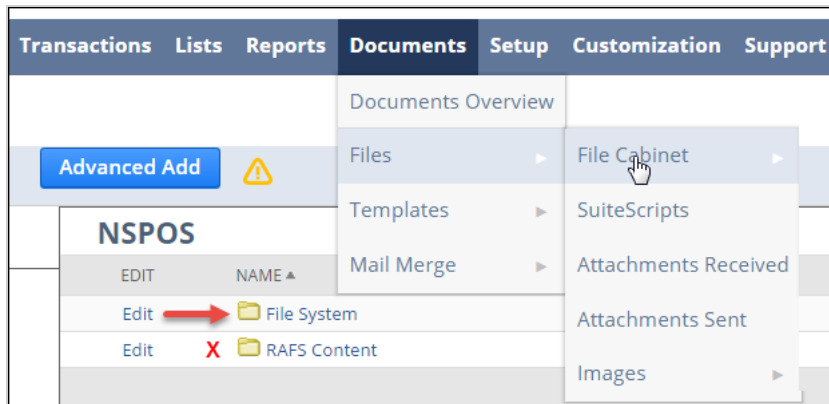 Transactions Lists Reports Documents Setup Customization Support
Documents Overview
Advanced Add
Files
File Cabinet
NSPOS
Templates
SuiteScripts
EDIT NAME
Mail Merge
Attachments Received
Edit File System
Attachments Sent
Edit X RAFS Content
Images